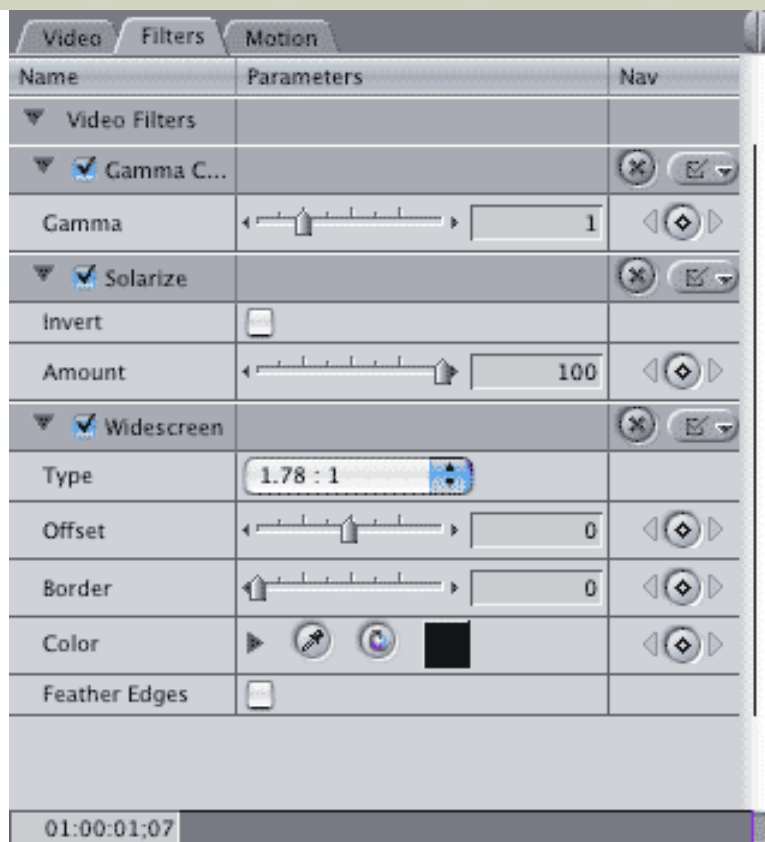 Video Filters Motion
Name Parameters Nav
Video Filters
Gamma C...
Gamma 1
Solarize
Invert
Amount 100
Widescreen
Type 1.78 : 1
Offset 0
Border 0
Color
Feather Edges
01:00:01;07